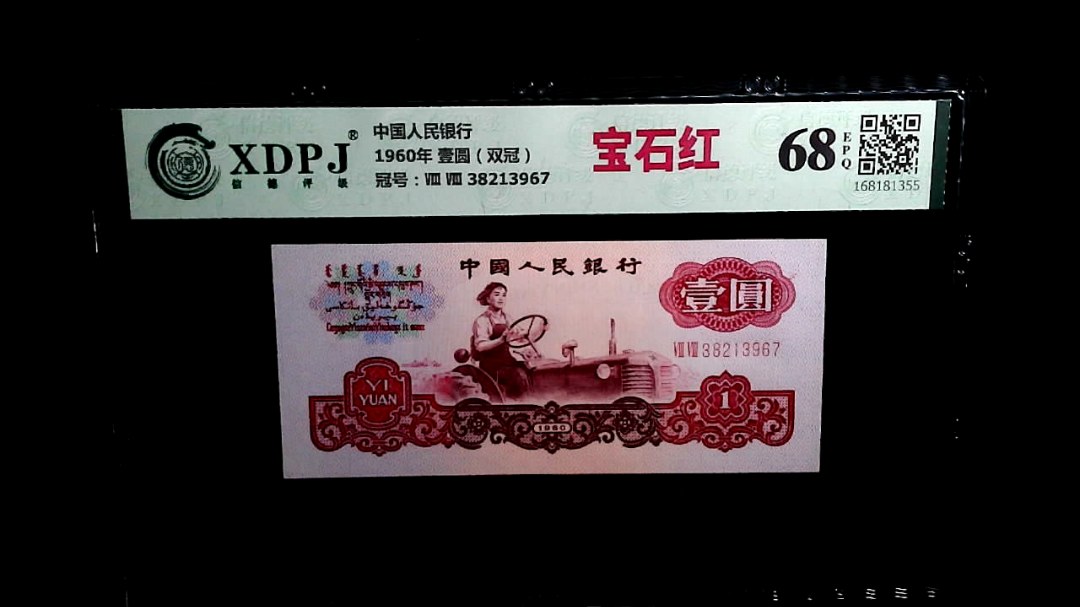 XDPJ®
信德评级
中国人民银行
1960年 壹圆（双冠）
冠号：Ⅷ Ⅷ 38213967
宝石红
68
EPQ
168181355
中國人民銀行
壹圓
Ⅷ Ⅷ 38213967
YI
YUAN
1960
1